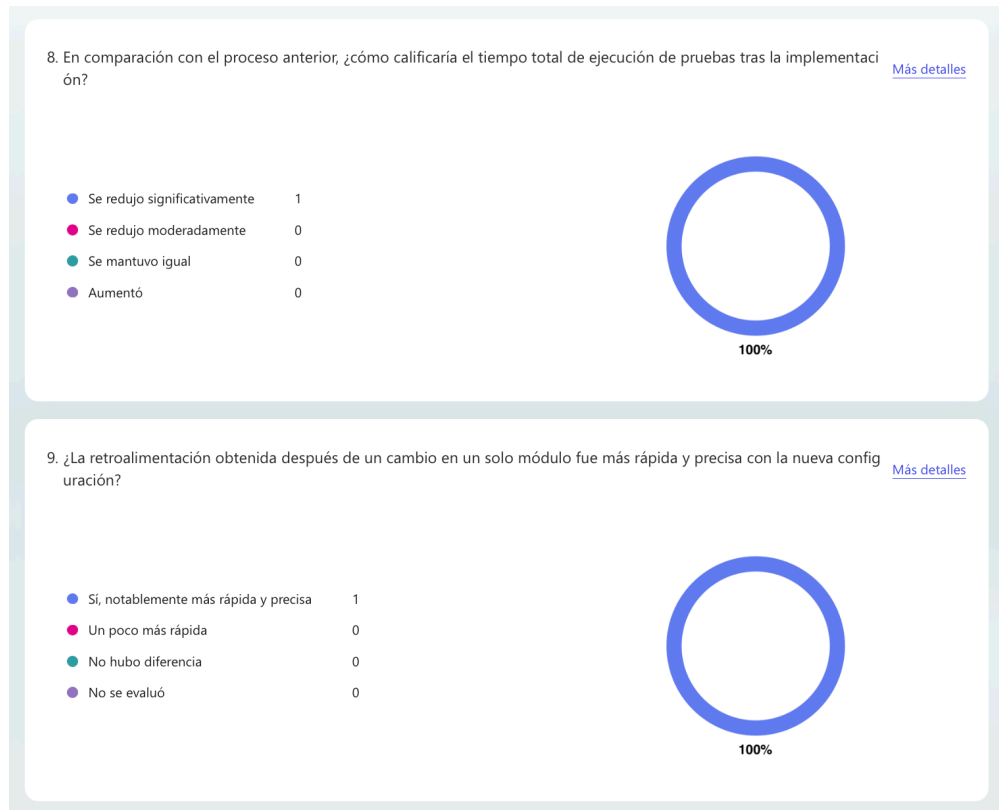 8. En comparación con el proceso anterior, ¿cómo calificaría el tiempo total de ejecución de pruebas tras la implementaci
ón?
Más detalles
Se redujo significativamente 1
Se redujo moderadamente 0
Se mantuvo igual 0
Aumentó 0
100%
9. ¿La retroalimentación obtenida después de un cambio en un solo módulo fue más rápida y precisa con la nueva config
uración?
Más detalles
Sí, notablemente más rápida y precisa 1
Un poco más rápida 0
No hubo diferencia 0
No se evaluó 0
100%